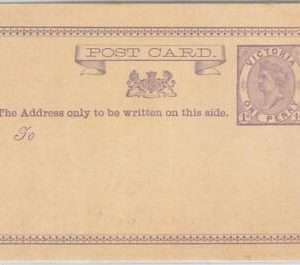 POST CARD.
VICTORIA
ONE PENNY
The Address only to be written on this side.
To